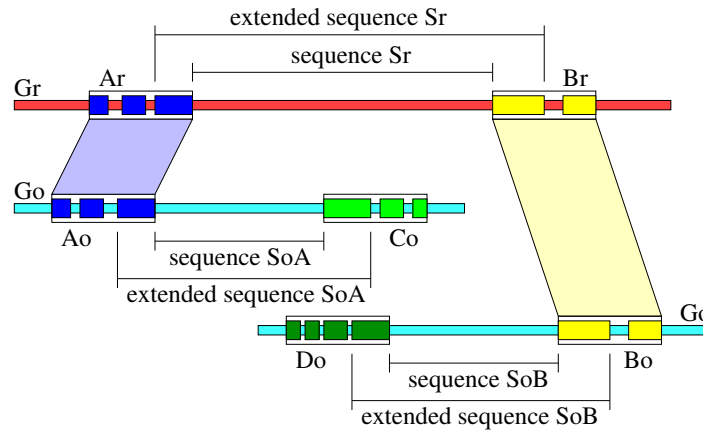 extended sequence Sr
sequence Sr
Ar
Br
Gr
Go
Ao
Co
sequence SoA
extended sequence SoA
Go
Do
Bo
sequence SoB
extended sequence SoB